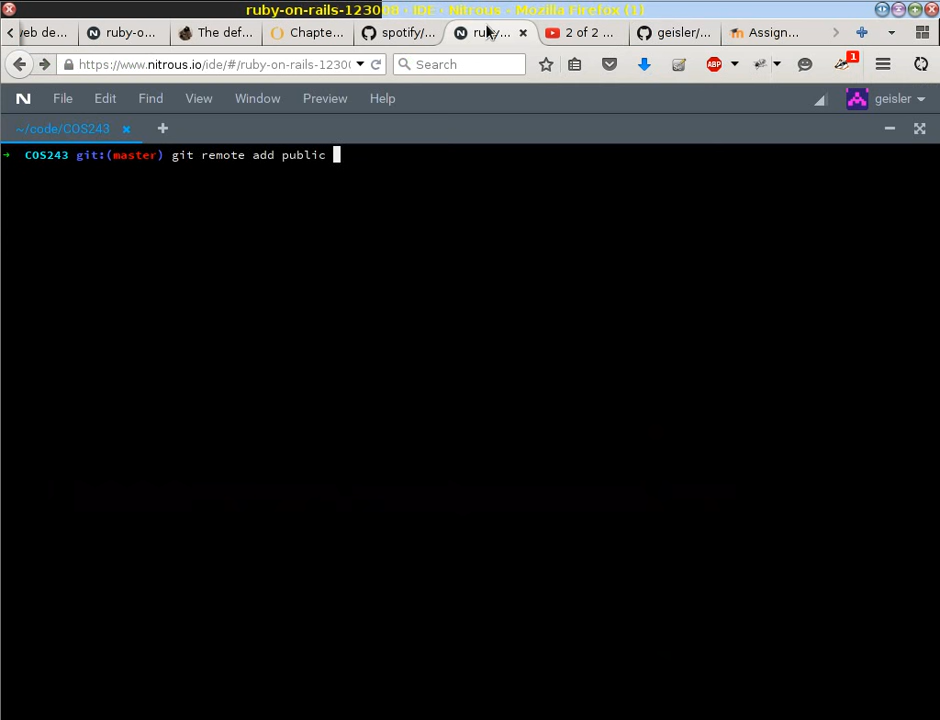 ruby-on-rails-123008 - IDE - Nitrous - Mozilla Firefox (1)
eb de... ruby-o... The def... Chapte... spotify/... ruby-... 2 of 2 ... geisler/... Assign...
https://www.nitrous.io/ide/#/ruby-on-rails-1230 Search ABP 1
N File Edit Find View Window Preview Help geisler
~/code/COS243
COS243 git:(master) git remote add public